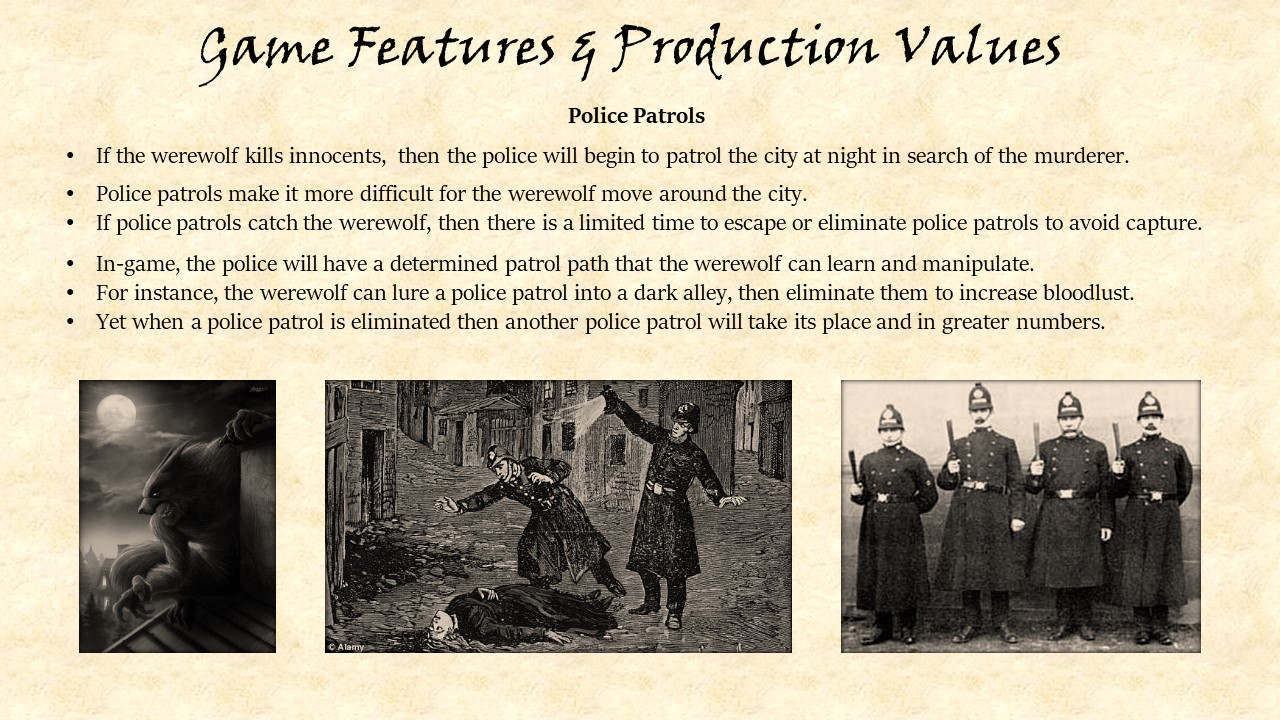 Game Features & Production Values
Police Patrols
• If the werewolf kills innocents,  then the police will begin to patrol the city at night in search of the murderer.
• Police patrols make it more difficult for the werewolf move around the city.
• If police patrols catch the werewolf, then there is a limited time to escape or eliminate police patrols to avoid capture.
• In-game, the police will have a determined patrol path that the werewolf can learn and manipulate.
• For instance, the werewolf can lure a police patrol into a dark alley, then eliminate them to increase bloodlust.
• Yet when a police patrol is eliminated then another police patrol will take its place and in greater numbers.
© Alamy